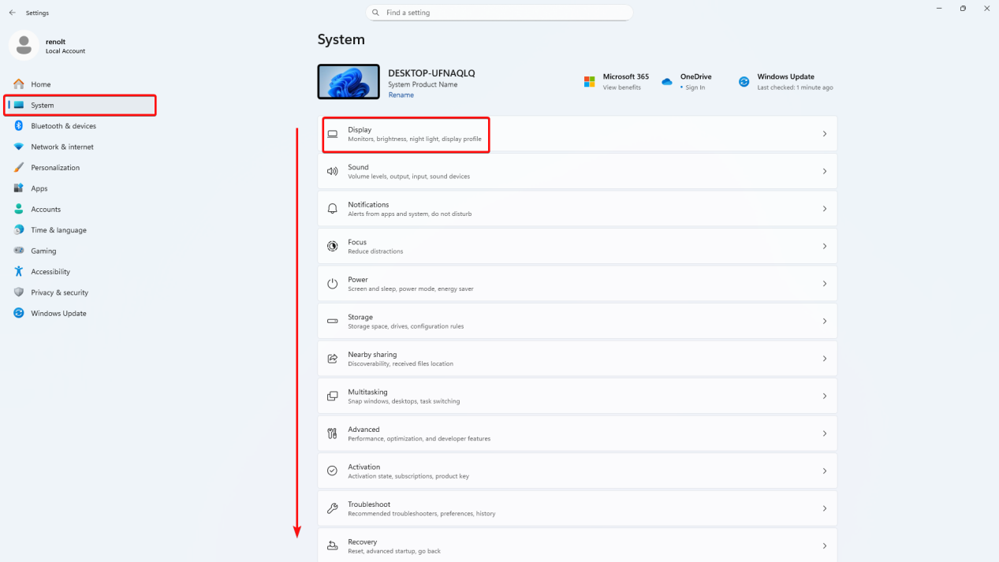 Settings
Find a setting
renolt
Local Account
Home
System
Bluetooth & devices
Network & internet
Personalization
Apps
Accounts
Time & language
Gaming
Accessibility
Privacy & security
Windows Update
System
DESKTOP-UFNAQLQ
System Product Name
Rename
Microsoft 365
View benefits
OneDrive
• Sign In
Windows Update
Last checked: 1 minute ago
Display
Monitors, brightness, night light, display profile
Sound
Volume levels, output, input, sound devices
Notifications
Alerts from apps and system, do not disturb
Focus
Reduce distractions
Power
Screen and sleep, power mode, energy saver
Storage
Storage space, drives, configuration rules
Nearby sharing
Discoverability, received files location
Multitasking
Snap windows, desktops, task switching
Advanced
Performance, optimization, and developer features
Activation
Activation state, subscriptions, product key
Troubleshoot
Recommended troubleshooters, preferences, history
Recovery
Reset, advanced startup, go back